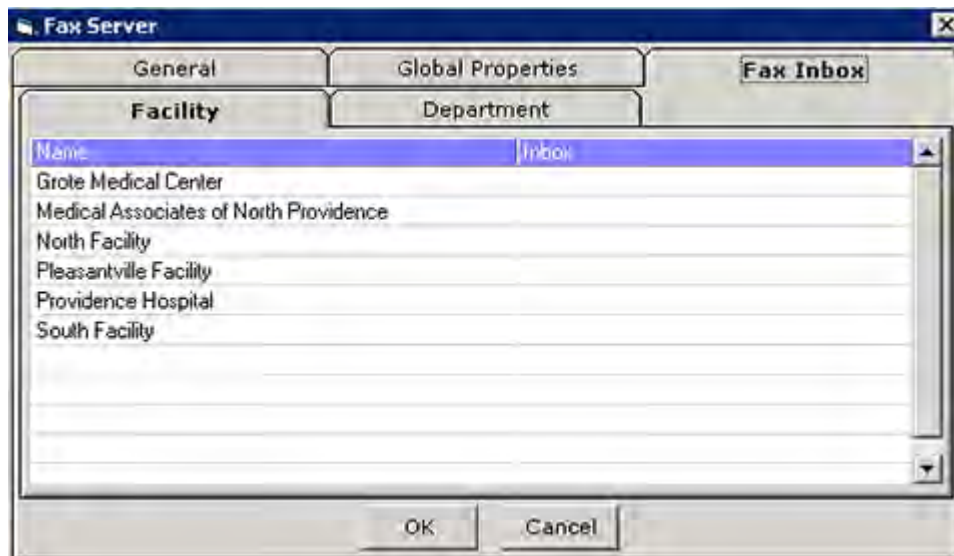 Fax Server
General Global Properties Fax Inbox
Facility Department
Name Inbox
Grote Medical Center
Medical Associates of North Providence
North Facility
Pleasantville Facility
Providence Hospital
South Facility
OK Cancel